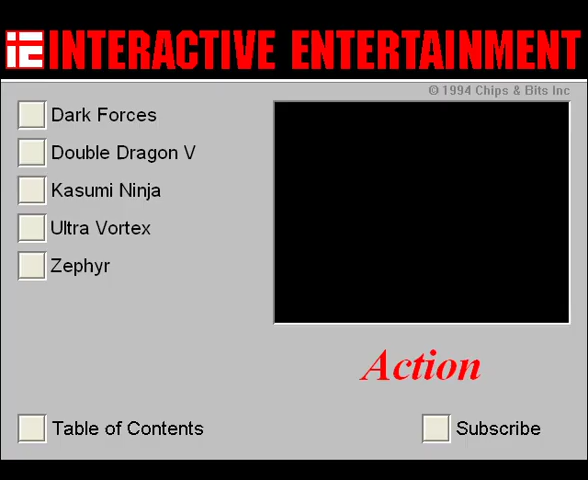 iE INTERACTIVE ENTERTAINMENT
© 1994 Chips & Bits Inc
Dark Forces
Double Dragon V
Kasumi Ninja
Ultra Vortex
Zephyr
Action
Table of Contents
Subscribe